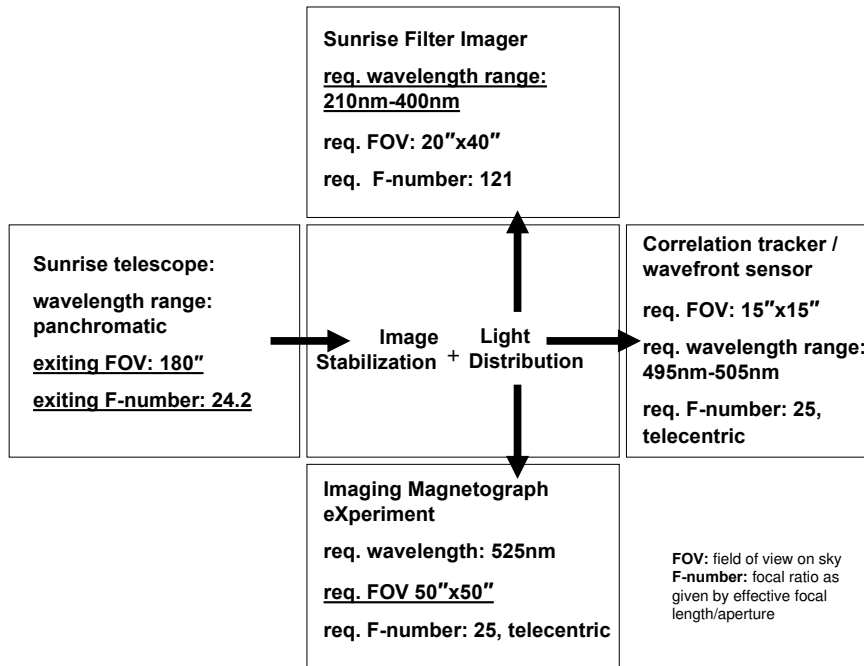 Sunrise Filter Imager
req. wavelength range:
210nm-400nm
req. FOV: 20″x40″
req. F-number: 121
Sunrise telescope:
wavelength range:
panchromatic
exiting FOV: 180″
exiting F-number: 24.2
Image
Stabilization
+
Light
Distribution
Correlation tracker /
wavefront sensor
req. FOV: 15″x15″
req. wavelength range:
495nm-505nm
req. F-number: 25,
telecentric
Imaging Magnetograph
eXperiment
req. wavelength: 525nm
req. FOV 50″x50″
req. F-number: 25, telecentric
FOV: field of view on sky
F-number: focal ratio as
given by effective focal
length/aperture